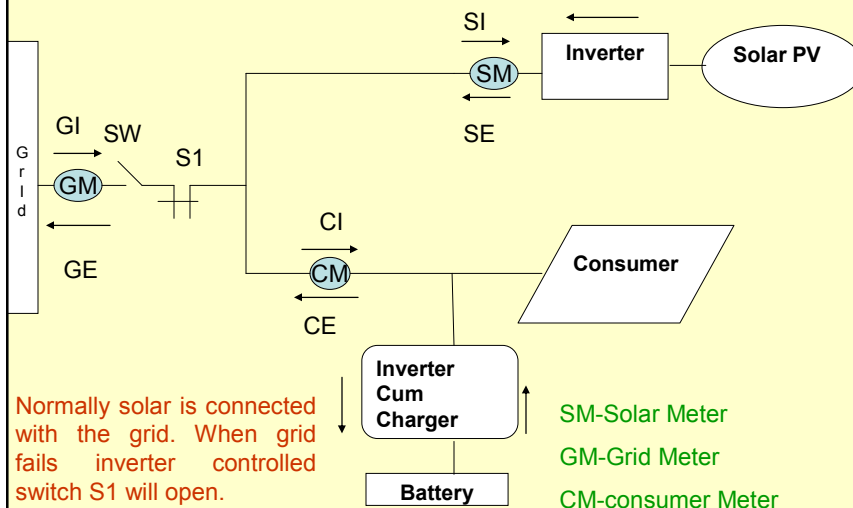 SI
Inverter
Solar PV
SM
SE
GI
SW
S1
GrId
GM
GE
CI
CM
CE
Consumer
Inverter
Cum
Charger
Battery
Normally solar is connected
with the grid. When grid
fails inverter controlled
switch S1 will open.
SM-Solar Meter
GM-Grid Meter
CM-consumer Meter